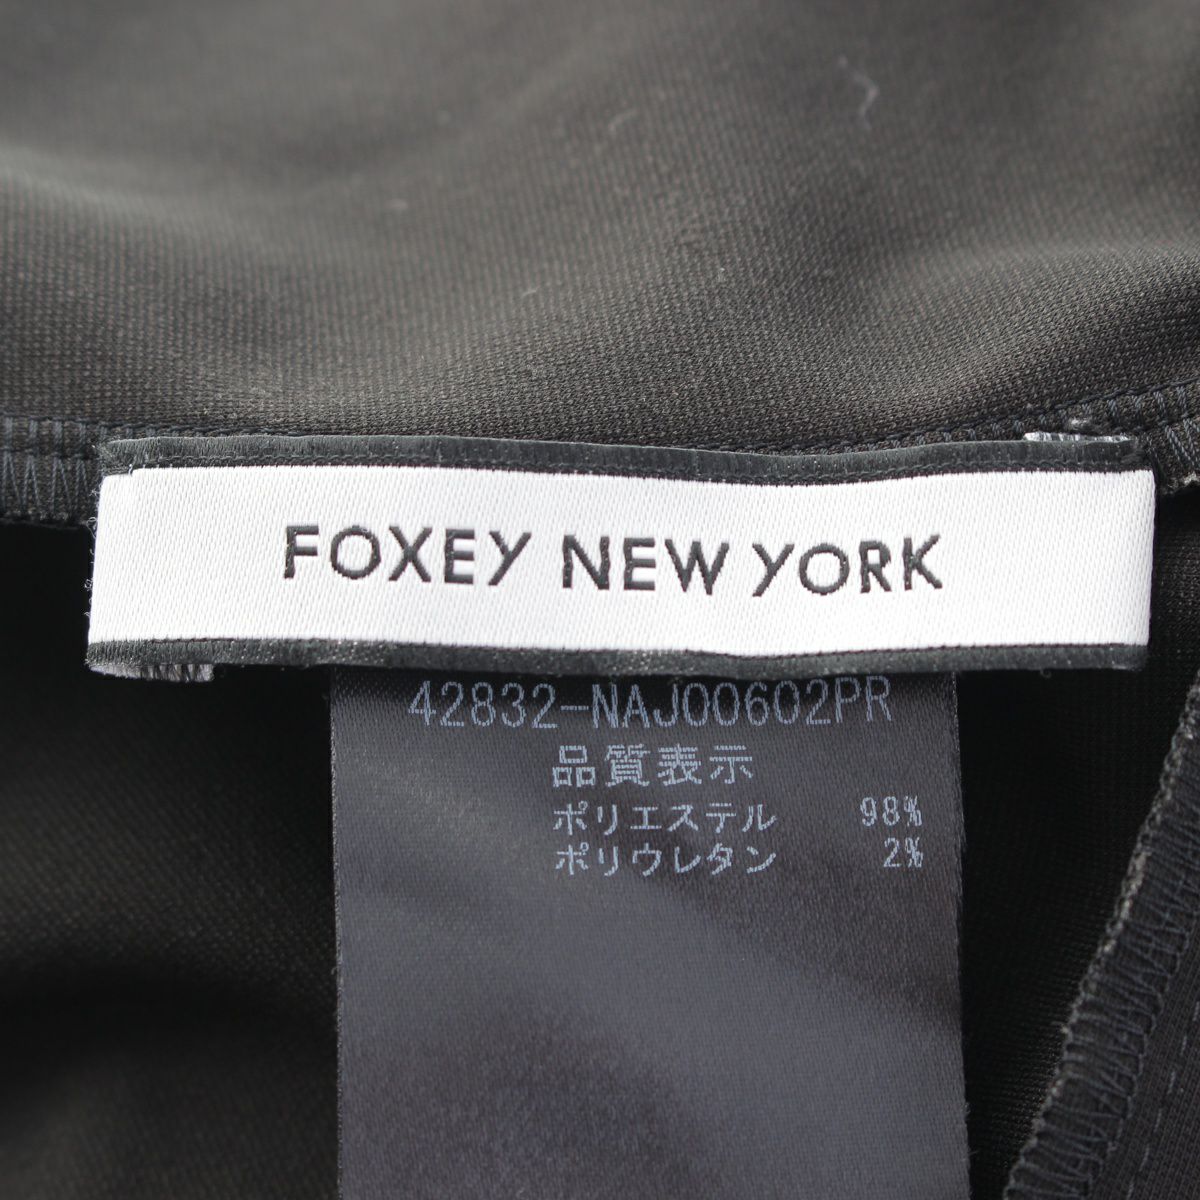 FOXEY NEW YORK
42832-NAJ00602PR
品質表示
ポリエステル 98%
ポリウレタン 2%